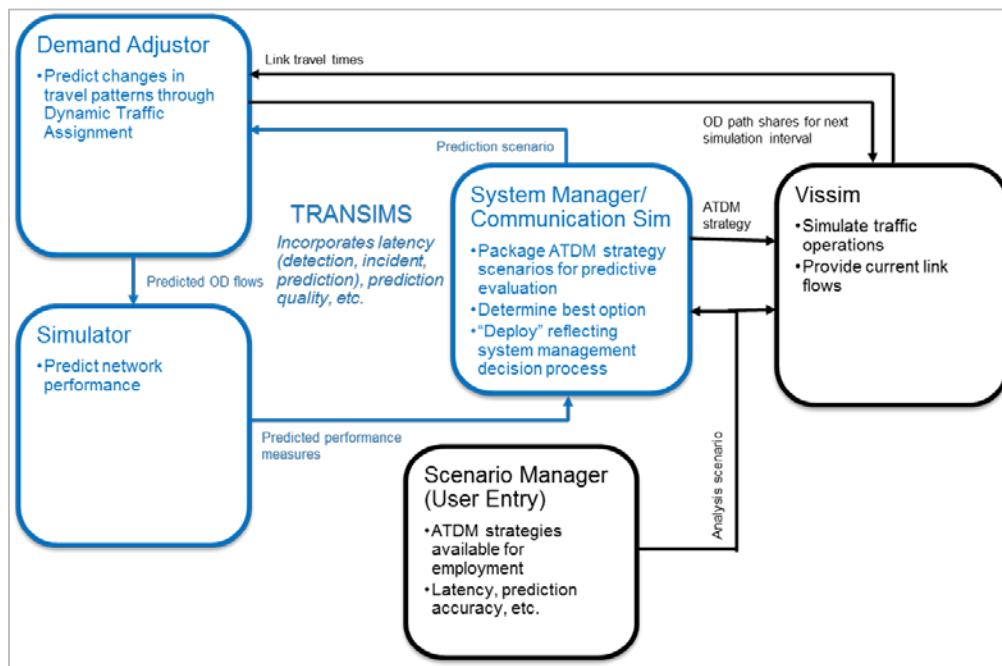 Demand Adjustor
•Predict changes in
travel patterns through
Dynamic Traffic
Assignment
Link travel times
OD path shares for next
simulation interval
Prediction scenario
TRANSIMS
Incorporates latency
(detection, incident,
prediction), prediction
quality, etc.
System Manager/
Communication Sim
•Package ATDM strategy
scenarios for predictive
evaluation
•Determine best option
•“Deploy” reflecting
system management
decision process
ATDM
strategy
Vissim
•Simulate traffic
operations
•Provide current link
flows
Predicted OD flows
Simulator
•Predict network
performance
Predicted performance
measures
Scenario Manager
(User Entry)
•ATDM strategies
available for
employment
•Latency, prediction
accuracy, etc.
Analysis scenario